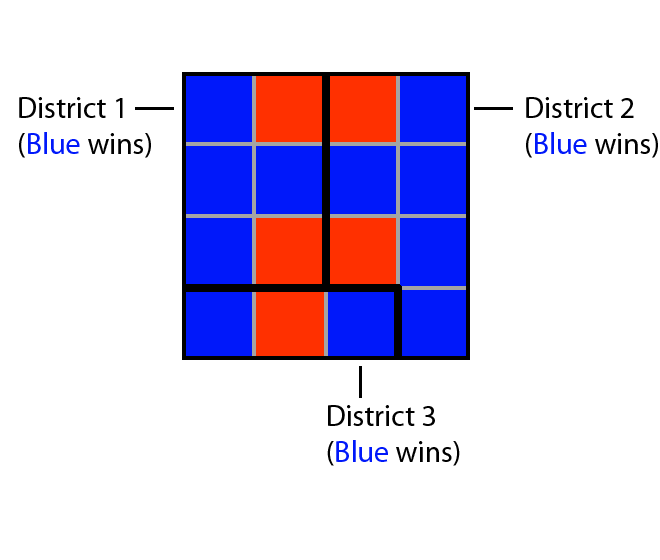 District 1
(Blue wins)
District 2
(Blue wins)
District 3
(Blue wins)